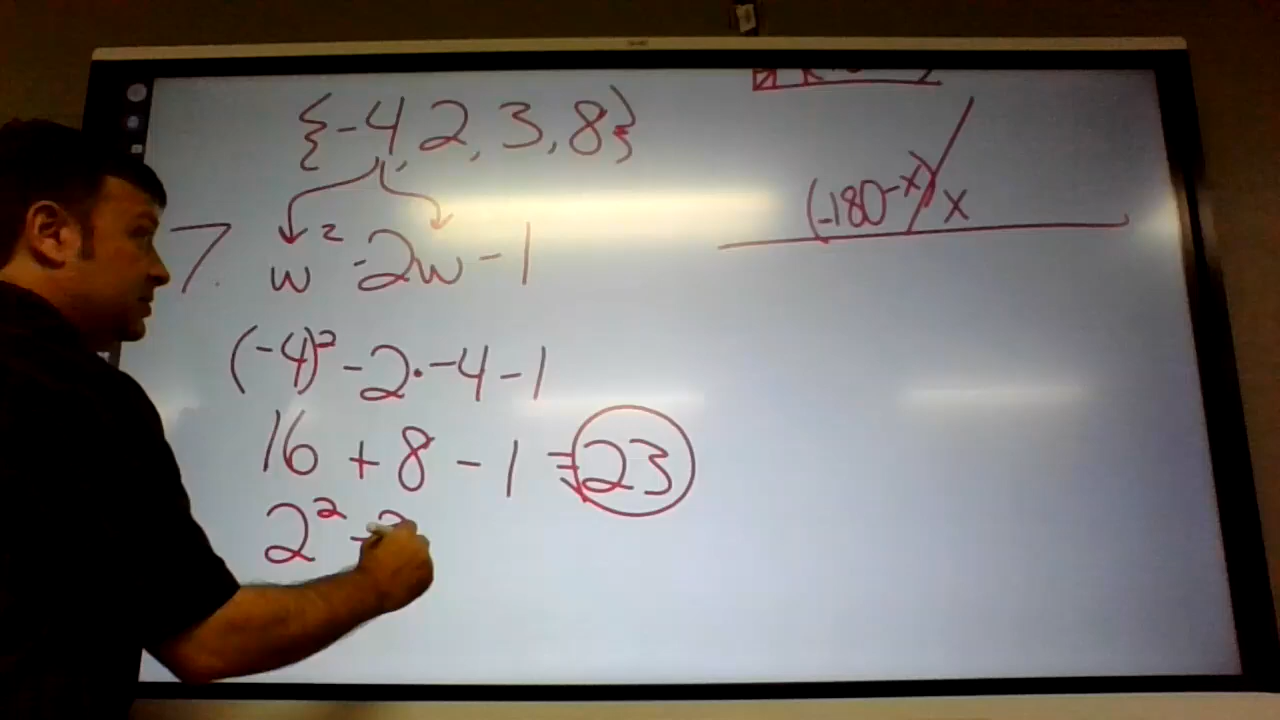 {-4, 2, 3, 8}
7. w² - 2w - 1
(-4)² - 2 · -4 - 1
16 + 8 - 1 = 23
2² - 2
(-180-x) x